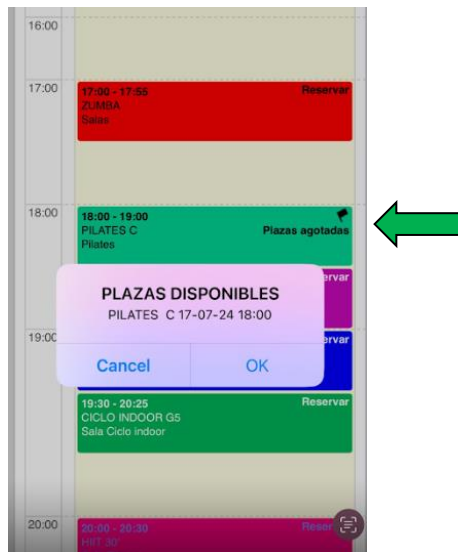 16:00
17:00
17:00 - 17:55 Reservar
ZUMBA
Salas
18:00
18:00 - 19:00
PILATES C Plazas agotadas
Pilates
ervar
PLAZAS DISPONIBLES
PILATES C 17-07-24 18:00
19:00
ervar
Cancel OK
19:30 - 20:25 Reservar
CICLO INDOOR G5
Sala Ciclo indoor
20:00
20:00 - 20:30 Reser
HIIT 30'